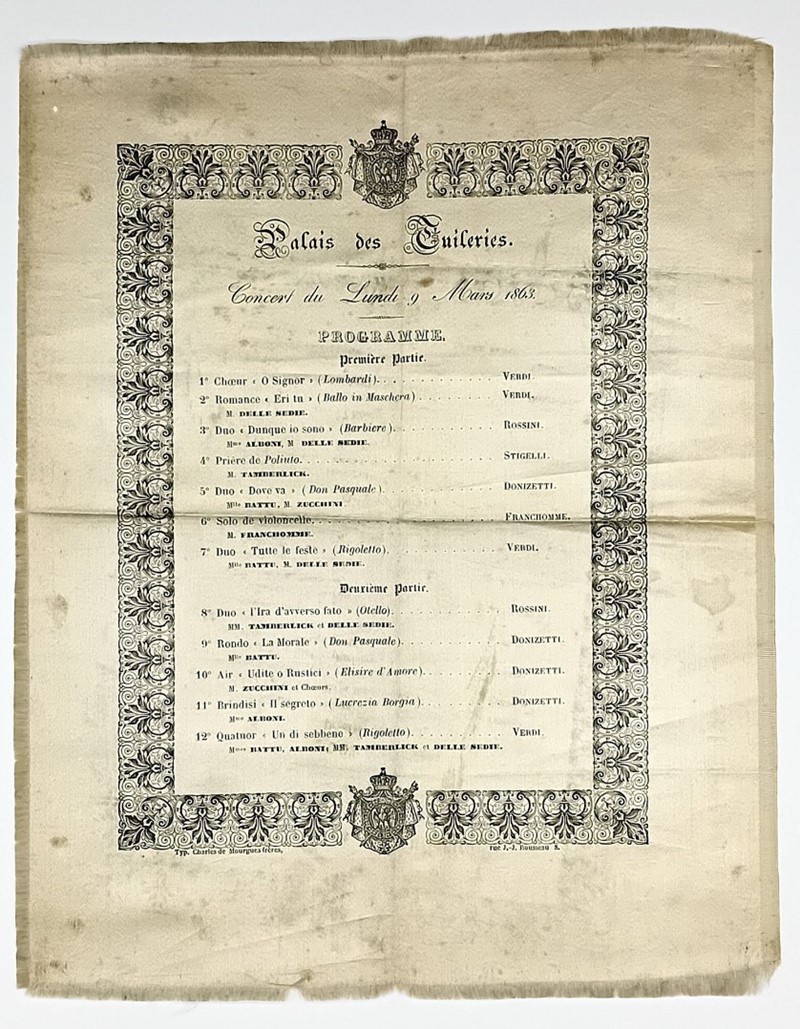 Palais des Tuileries.
Concert du Lundi 9 Mars 1863.
PROGRAMME.
Première Partie.
1° Chœur « O Signor » (Lombardi). . . . . . . . . . . . . VERDI.
2° Romance « Eri tu » (Ballo in Maschera) . . . . . . . . . VERDI.
M. DELLE SEDIE.
3° Duo « Dunque io sono » (Barbiere). . . . . . . . . . . . ROSSINI.
Mme ALBONI, M DELLE SEDIE.
4° Prière de Poliuto. . . . . . . . . . . . . . . . . . . . STIGELLI.
M. TAMBERLICK.
5° Duo « Dove va » (Don Pasquale). . . . . . . . . . . . . DONIZETTI.
Mlle BATTU, M. ZUCCHINI
6° Solo de violoncelle. . . . . . . . . . . . . . . . . . . FRANCHOMME.
M. FRANCHOMME.
7° Duo « Tutte le feste » (Rigoletto). . . . . . . . . . . . VERDI.
Mlle BATTU, M. DELLE SEDIE.
Deuxième Partie.
8° Duo « l'Ira d'avverso fato » (Otello). . . . . . . . . . . ROSSINI.
MM. TAMBERLICK et DELLE SEDIE.
9° Rondo « La Morale » (Don Pasquale). . . . . . . . . . . DONIZETTI.
Mlle BATTU.
10° Air « Udite o Rustici » (Elisire d'Amore). . . . . . . . DONIZETTI.
M. ZUCCHINI et Chœurs.
11° Brindisi « Il segreto » (Lucrezia Borgia). . . . . . . . . DONIZETTI.
Mme ALBONI.
12° Quatuor « Un di sebbene » (Rigoletto). . . . . . . . . . VERDI.
Mmes BATTU, ALBONI; MM. TAMBERLICK et DELLE SEDIE.
Typ. Charles de Mourgues frères, rue J.-J. Rousseau 8.